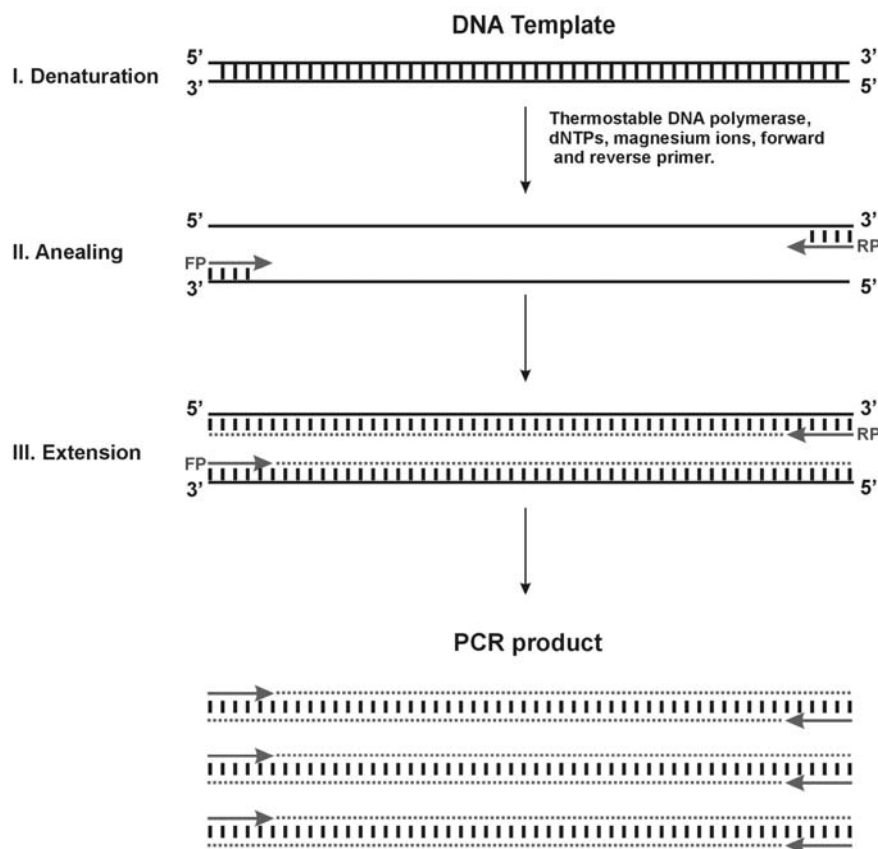 DNA Template
5’ 3’
I. Denaturation
3’ 5’
Thermostable DNA polymerase,
dNTPs, magnesium ions, forward
and reverse primer.
5’ 3’
II. Anealing
RP
FP
3’ 5’
5’ 3’
RP
III. Extension
FP
3’ 5’
PCR product